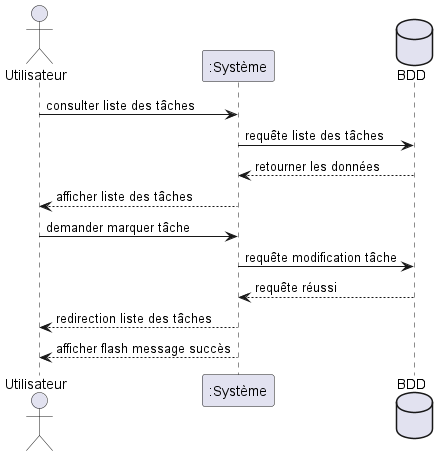 Utilisateur
:Système
BDD
consulter liste des tâches
requête liste des tâches
retourner les données
afficher liste des tâches
demander marquer tâche
requête modification tâche
requête réussi
redirection liste des tâches
afficher flash message succès
Utilisateur
:Système
BDD